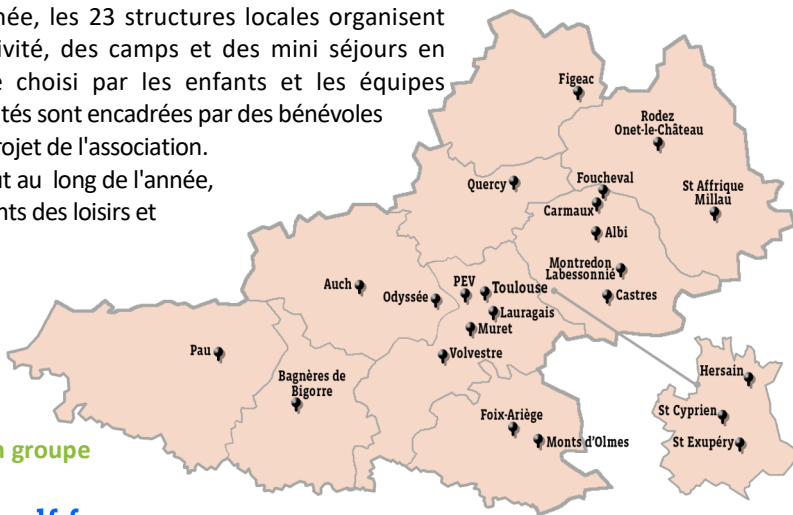 née, les 23 structures locales organisent
ivité, des camps et des mini séjours en
choisi par les enfants et les équipes
tés sont encadrées par des bénévoles
rojet de l'association.
ut au long de l'année,
nts des loisirs et
Figeac
Rodez
Onet-le-Château
Quercy
Foucheval
St Affrique
Millau
Carmaux
Albi
Montredon
Labessonnié
Castres
Auch
Odyssée
PEV
Toulouse
Lauragais
Muret
Volvestre
Pau
Bagnères de
Bigorre
Foix-Ariège
Monts d'Olmes
Hersain
St Cyprien
St Exupéry
n groupe